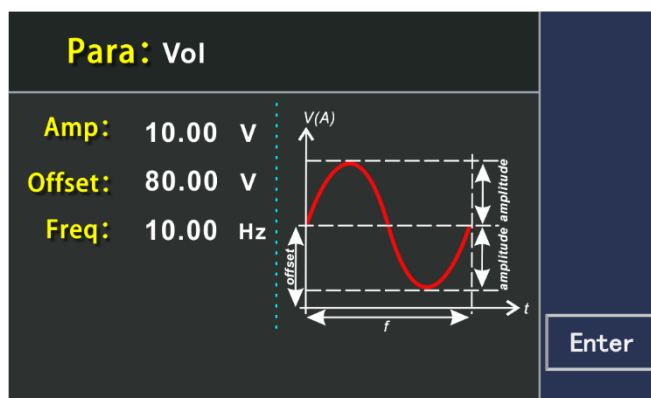 Para: Vol
Amp: 10.00 V
Offset: 80.00 V
Freq: 10.00 Hz
V(A)
amplitude
amplitude
offset
t
f
Enter